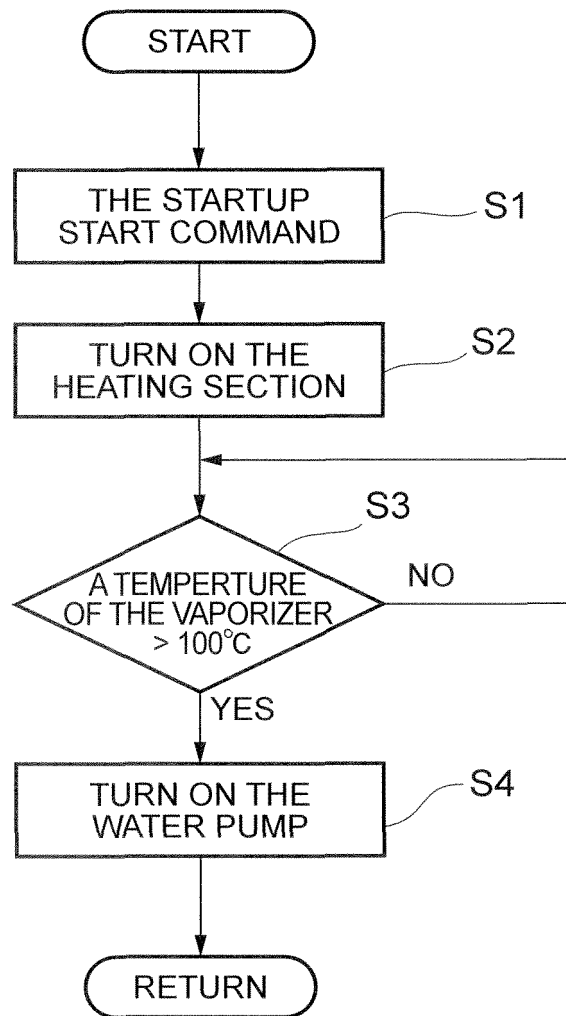 START
THE STARTUP
START COMMAND
S1
TURN ON THE
HEATING SECTION
S2
S3
A TEMPERTURE
OF THE VAPORIZER
> 100°C
NO
YES
TURN ON THE
WATER PUMP
S4
RETURN